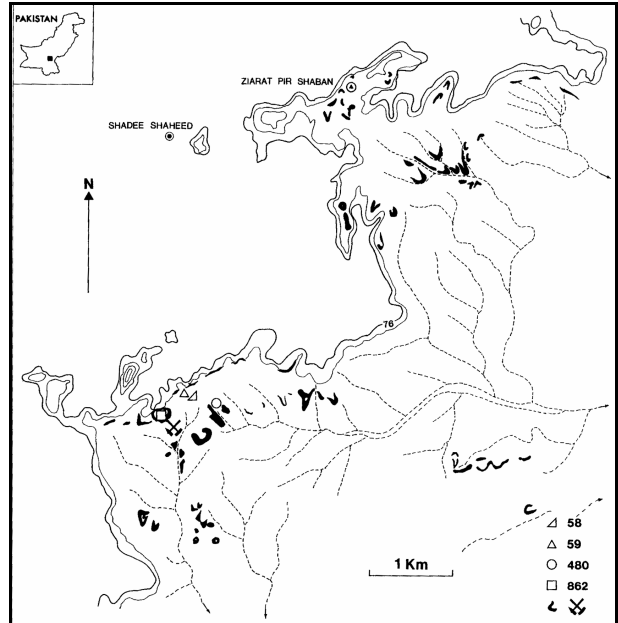 PAKISTAN
ZIARAT PIR SHABAN
SHADEE SHAHEED
N
76
1 Km
58
59
480
862